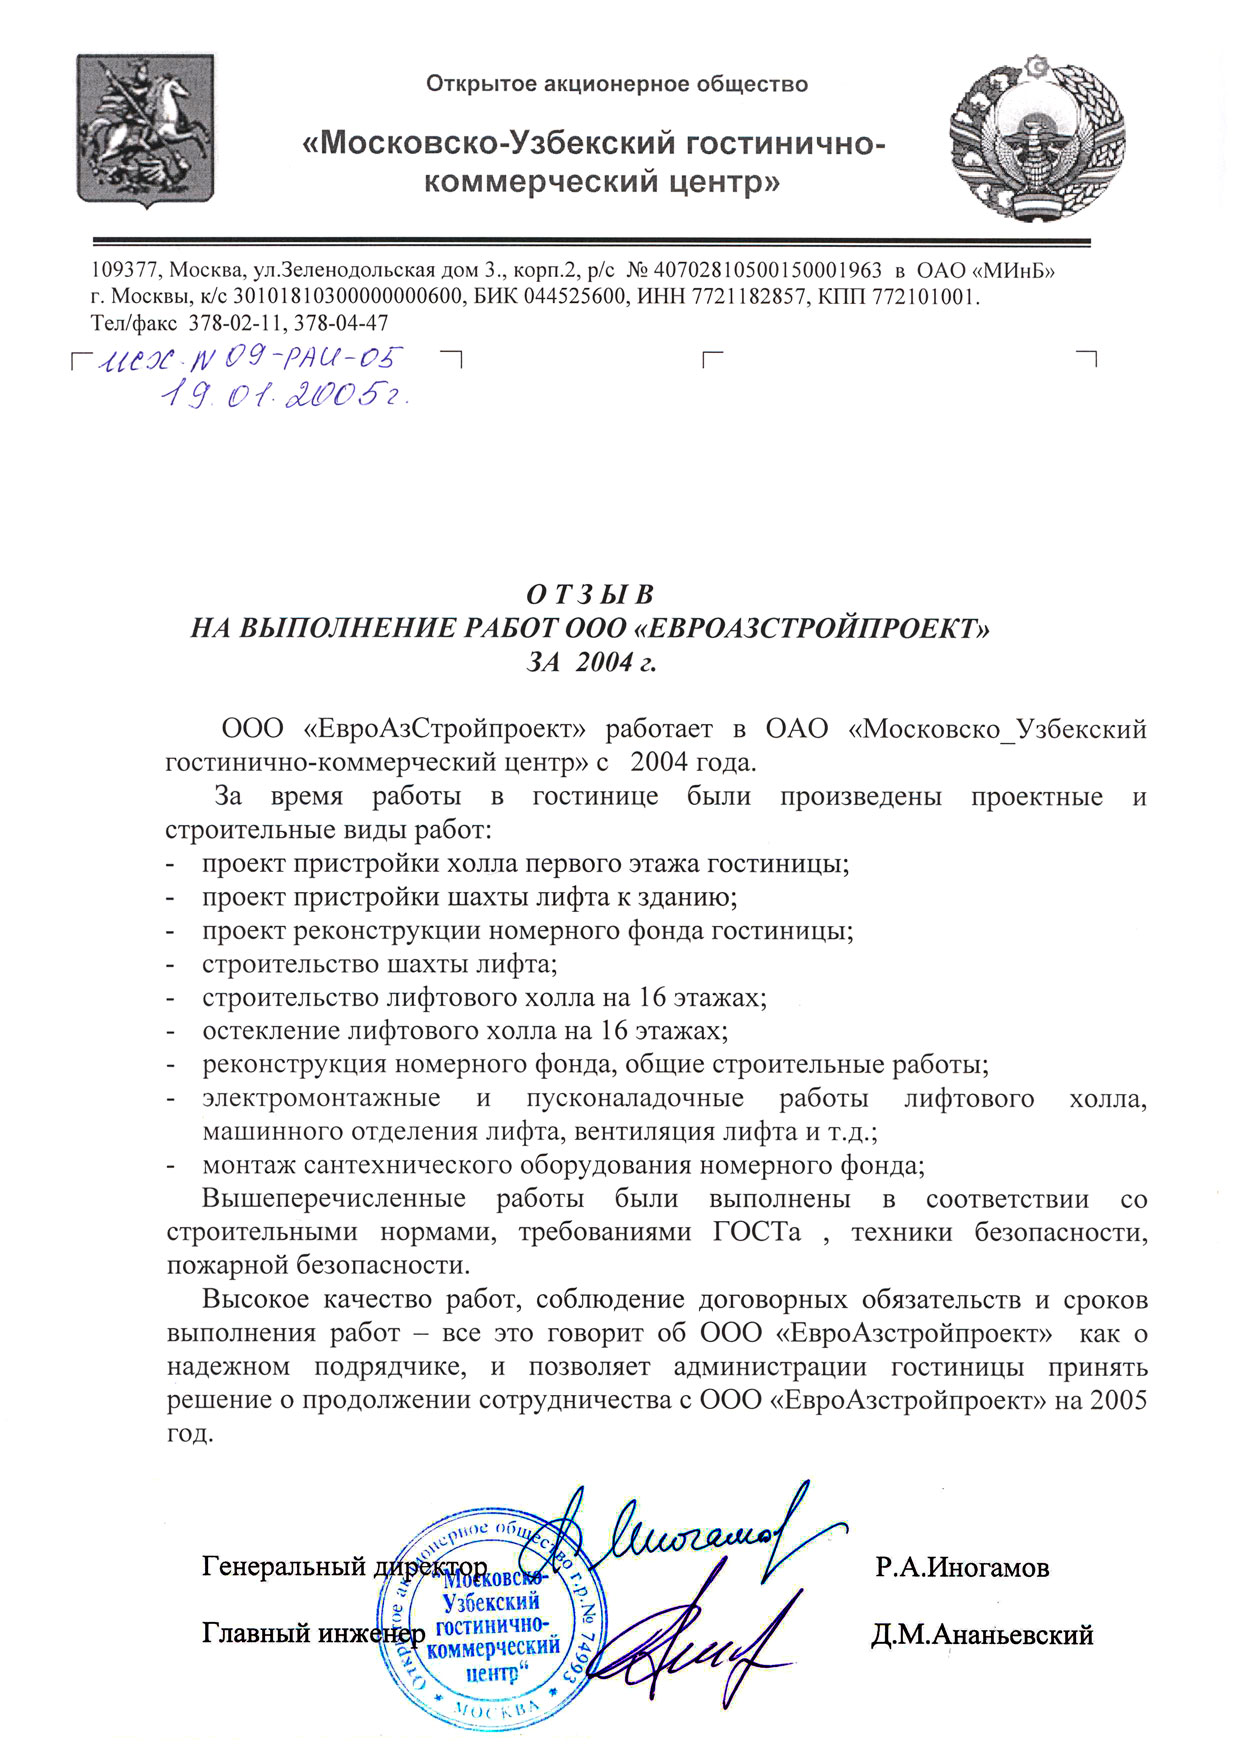 Открытое акционерное общество
«Московско-Узбекский гостинично-
коммерческий центр»
109377, Москва, ул.Зеленодольская дом 3., корп.2, р/с № 40702810500150001963 в ОАО «МИнБ»
г. Москвы, к/с 30101810300000000600, БИК 044525600, ИНН 7721182857, КПП 772101001.
Тел/факс 378-02-11, 378-04-47
исх. N 09-РАИ-05
19.01.2005г.
О Т З Ы В
НА ВЫПОЛНЕНИЕ РАБОТ ООО «ЕВРОАЗСТРОЙПРОЕКТ»
ЗА 2004 г.
ООО «ЕвроАзСтройпроект» работает в ОАО «Московско_Узбекский
гостинично-коммерческий центр» с 2004 года.
За время работы в гостинице были произведены проектные и
строительные виды работ:
- проект пристройки холла первого этажа гостиницы;
- проект пристройки шахты лифта к зданию;
- проект реконструкции номерного фонда гостиницы;
- строительство шахты лифта;
- строительство лифтового холла на 16 этажах;
- остекление лифтового холла на 16 этажах;
- реконструкция номерного фонда, общие строительные работы;
- электромонтажные и пусконаладочные работы лифтового холла,
машинного отделения лифта, вентиляция лифта и т.д.;
- монтаж сантехнического оборудования номерного фонда;
Вышеперечисленные работы были выполнены в соответствии со
строительными нормами, требованиями ГОСТа , техники безопасности,
пожарной безопасности.
Высокое качество работ, соблюдение договорных обязательств и сроков
выполнения работ – все это говорит об ООО «ЕвроАзстройпроект» как о
надежном подрядчике, и позволяет администрации гостиницы принять
решение о продолжении сотрудничества с ООО «ЕвроАзстройпроект» на 2005
год.
Генеральный директор Р.А.Иногамов
Главный инженер Д.М.Ананьевский
Открытое акционерное общество г.р.№ 74993
"Московско-
Узбекский
гостинично-
коммерческий
центр"
* МОСКВА *